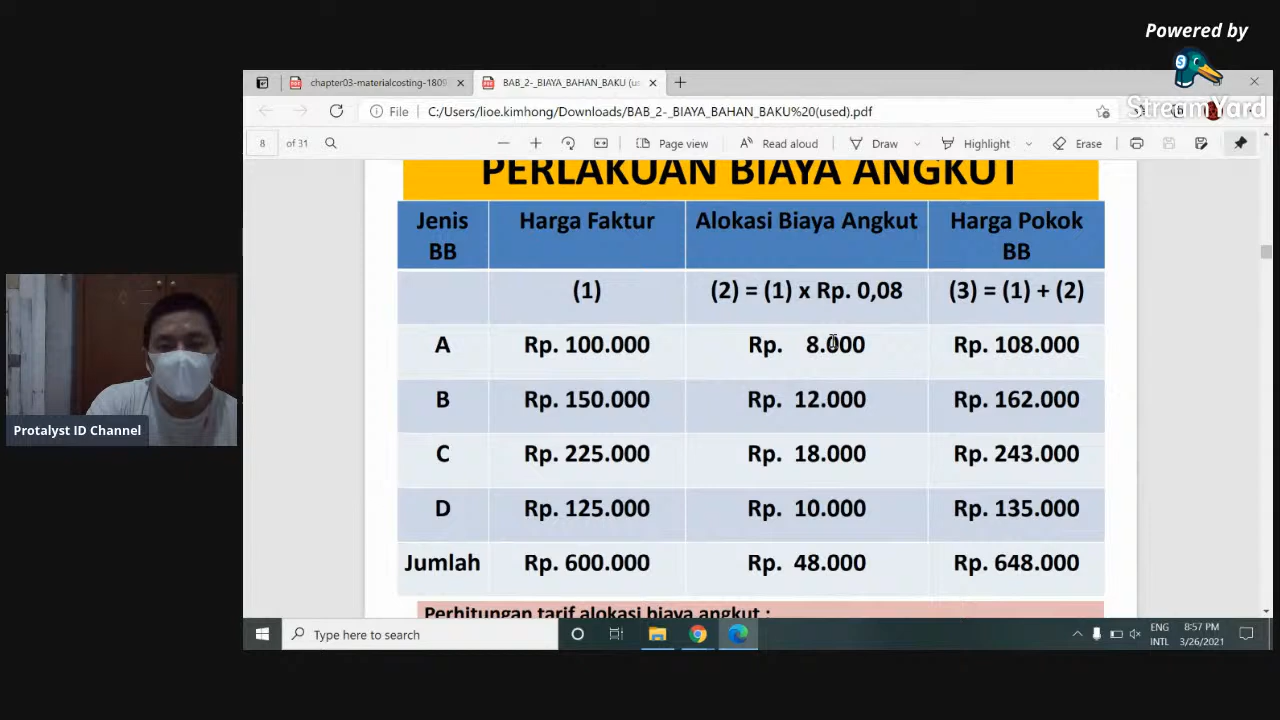 Powered by
StreamYard
chapter03-materialcosting-1809
BAB_2-_BIAYA_BAHAN_BAKU (us
File
C:/Users/lioe.kimhong/Downloads/BAB_2-_BIAYA_BAHAN_BAKU%20(used).pdf
8 of 31
Page view
Read aloud
Draw
Highlight
Erase
PERLAKUAN BIAYA ANGKUT
Jenis BB Harga Faktur Alokasi Biaya Angkut Harga Pokok BB
(1) (2) = (1) x Rp. 0,08 (3) = (1) + (2)
A Rp. 100.000 Rp. 8.000 Rp. 108.000
B Rp. 150.000 Rp. 12.000 Rp. 162.000
C Rp. 225.000 Rp. 18.000 Rp. 243.000
D Rp. 125.000 Rp. 10.000 Rp. 135.000
Jumlah Rp. 600.000 Rp. 48.000 Rp. 648.000
Perhitungan tarif alokasi biaya angkut :
Protalyst ID Channel
Type here to search
ENG
INTL
8:57 PM
3/26/2021